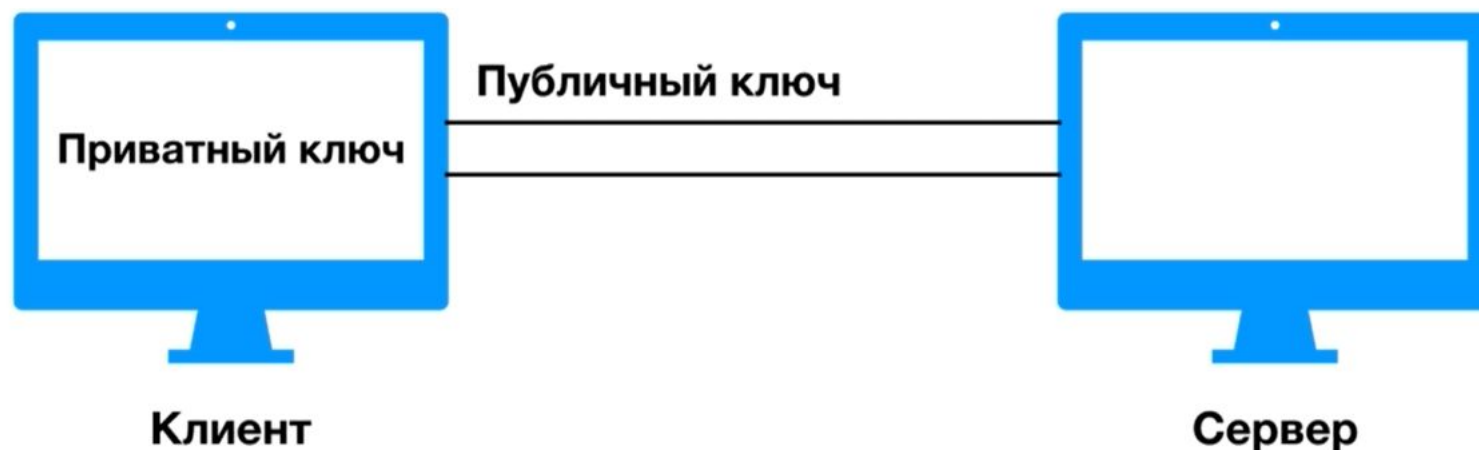 Публичный ключ
Приватный ключ
Клиент
Сервер